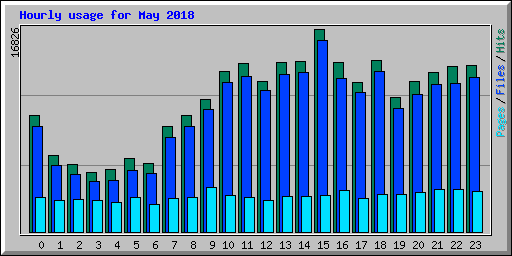 Hourly usage for May 2018
16826
Pages/Files/Hits
0 1 2 3 4 5 6 7 8 9 10 11 12 13 14 15 16 17 18 19 20 21 22 23